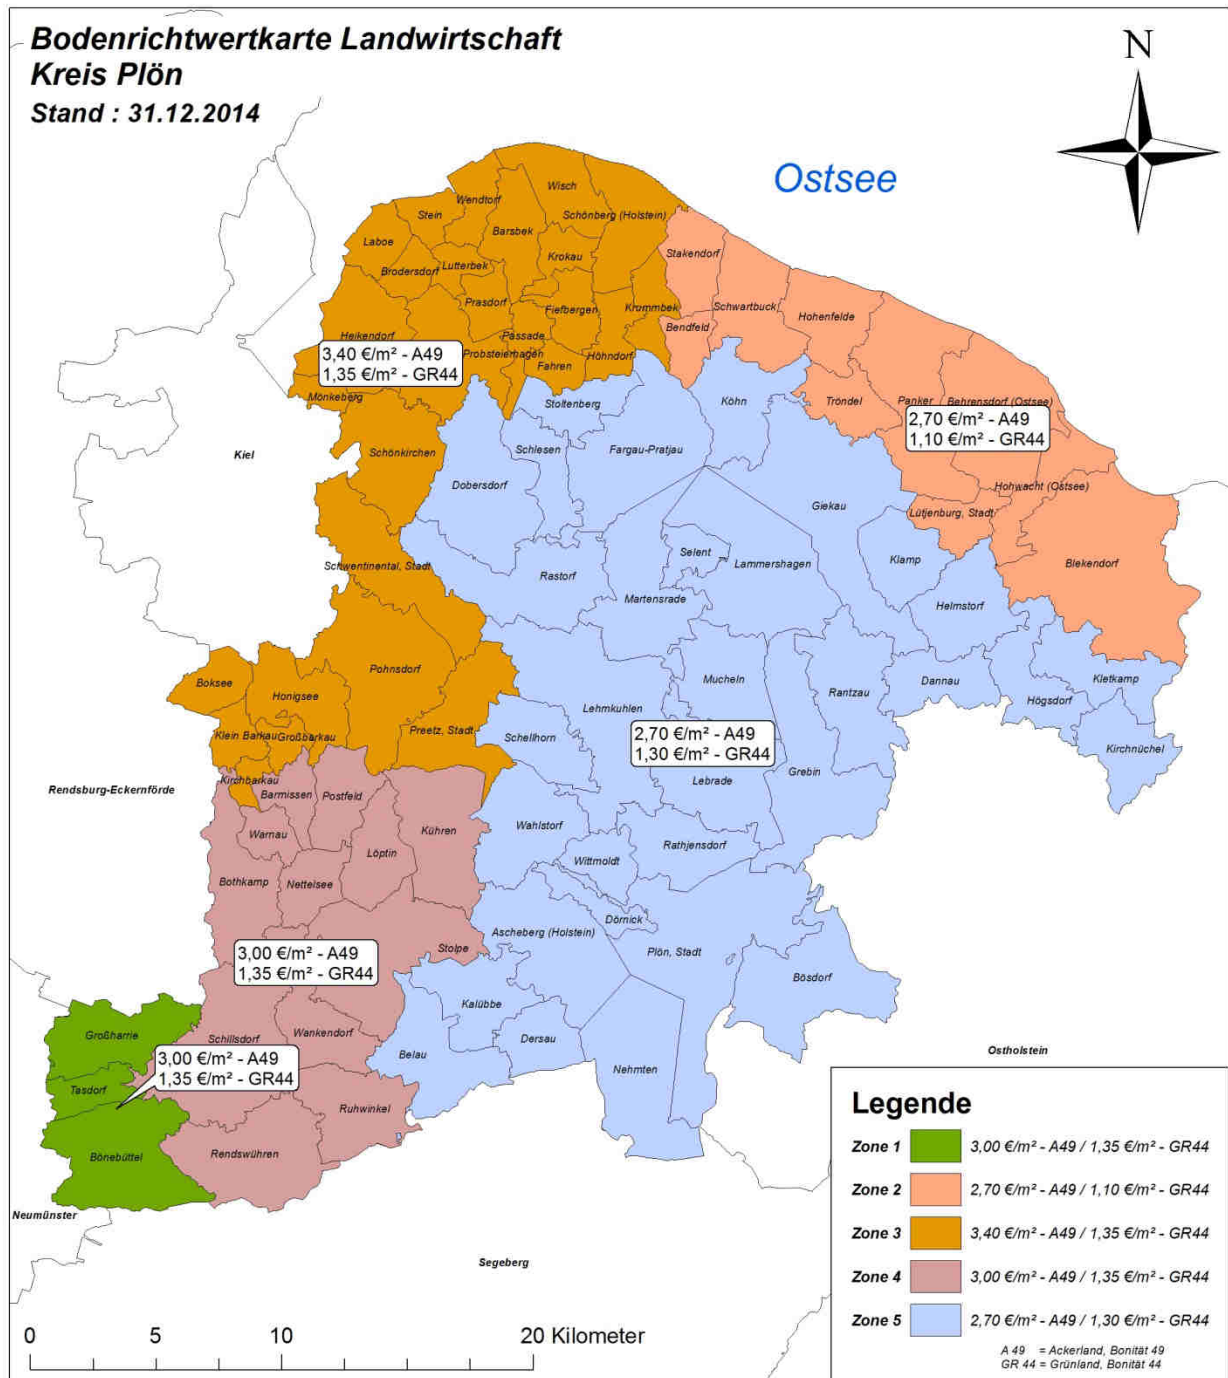 Bodenrichtwertkarte Landwirtschaft
Kreis Plön
Stand : 31.12.2014
N
Ostsee
Wisch
Wendtorf
Stein
Schönberg (Holstein)
Barsbek
Laboe
Krokau
Stakendorf
Lutterbek
Brodersdorf
Prasdorf
Schwartbuck
Krummbek
Fiefbergen
Hohenfelde
Bendfeld
Heikendorf
Passade
Probsteierhagen
Höhndorf
Fahren
3,40 €/m² - A49
1,35 €/m² - GR44
Mönkeberg
Stoltenberg
Köhn
Tröndel
Panker
Behrensdorf (Ostsee)
2,70 €/m² - A49
1,10 €/m² - GR44
Kiel
Schönkirchen
Schlesen
Fargau-Pratjau
Dobersdorf
Hohwacht (Ostsee)
Giekau
Lütjenburg, Stadt
Selent
Klamp
Lammershagen
Blekendorf
Schwentinental, Stadt
Rastorf
Martensrade
Helmstorf
Pohnsdorf
Mucheln
Rantzau
Dannau
Kletkamp
Boksee
Honigsee
Högsdorf
Lehmkuhlen
Klein Barkau
Großbarkau
Preetz, Stadt
Schellhorn
2,70 €/m² - A49
1,30 €/m² - GR44
Kirchnüchel
Grebin
Kirchbarkau
Lebrade
Rendsburg-Eckernförde
Barmissen
Postfeld
Wahlstorf
Kühren
Warnau
Rathjensdorf
Löptin
Wittmoldt
Bothkamp
Nettelsee
Dörnick
Ascheberg (Holstein)
Stolpe
Plön, Stadt
3,00 €/m² - A49
1,35 €/m² - GR44
Bösdorf
Kalübbe
Großharrie
Schillsdorf
Wankendorf
Dersau
Belau
Ostholstein
3,00 €/m² - A49
1,35 €/m² - GR44
Nehmten
Tasdorf
Ruhwinkel
Rendswühren
Bönebüttel
Neumünster
Segeberg
Legende
Zone 1 3,00 €/m² - A49 / 1,35 €/m² - GR44
Zone 2 2,70 €/m² - A49 / 1,10 €/m² - GR44
Zone 3 3,40 €/m² - A49 / 1,35 €/m² - GR44
Zone 4 3,00 €/m² - A49 / 1,35 €/m² - GR44
Zone 5 2,70 €/m² - A49 / 1,30 €/m² - GR44
A 49 = Ackerland, Bonität 49
GR 44 = Grünland, Bonität 44
0 5 10 20 Kilometer